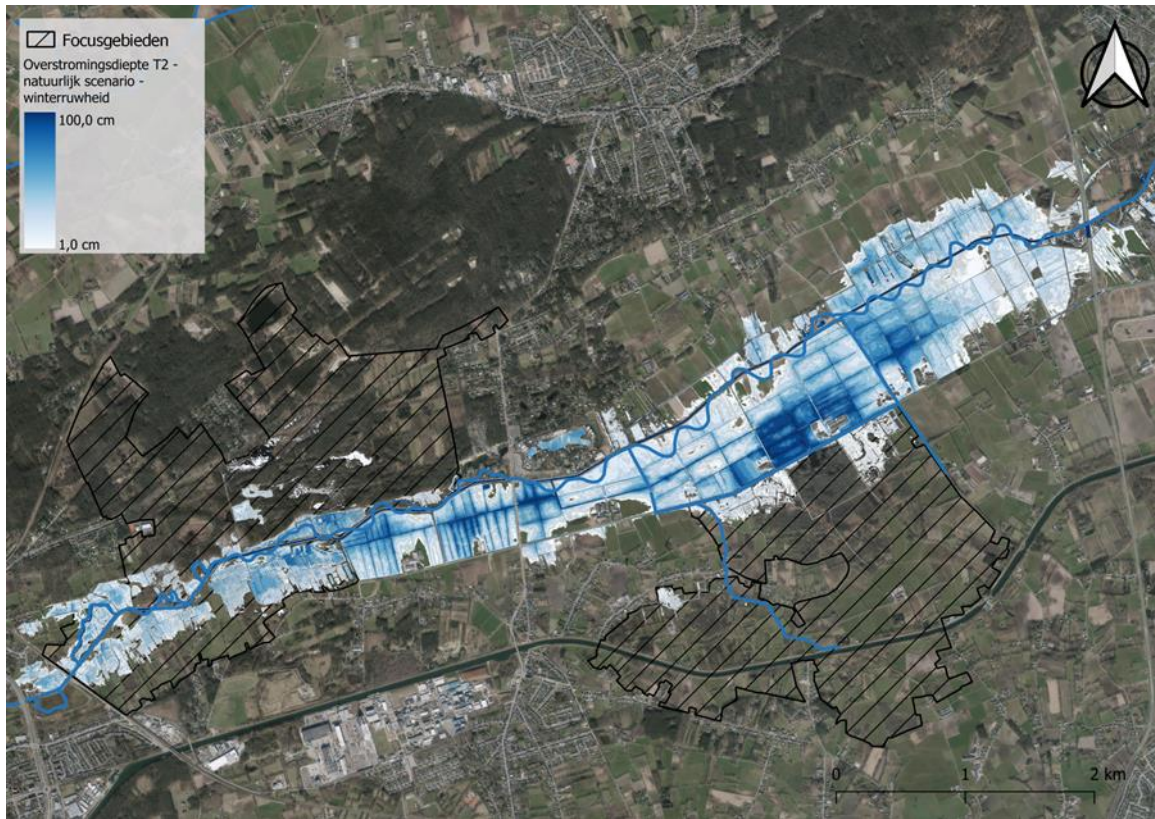 Focusgebieden
Overstromingsdiepte T2 -
natuurlijk scenario -
winterruwheid
100,0 cm
1,0 cm
0 1 2 km